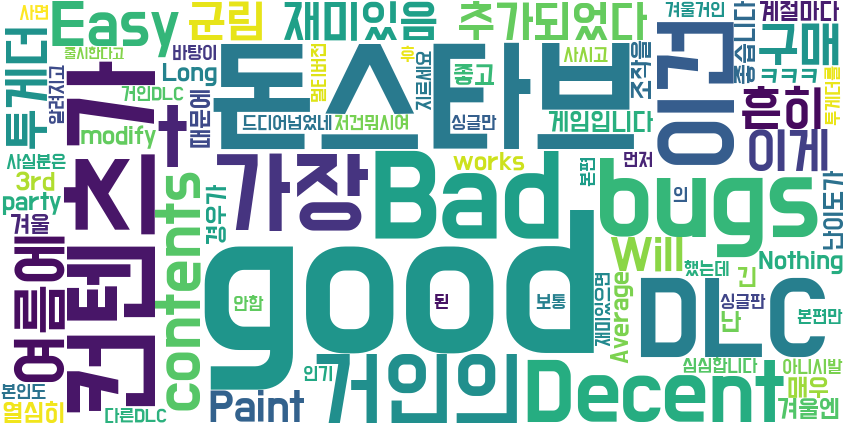 Easy
군림
재미있음
추가되었다
겨울거인
계절마다
사면
출시한다고
알려지고
바탕이
Long
거인DLC
때문에
멀티버전
후
지르세요
좋고
사시고
조작을
좋습니다
구매
ㅋㅋㅋ
투게더를
투게더
컨텐츠가
돈스타브
이건
흔히
modify
t
드디어넘었네
저건뭐시여
싱글만
게임입니다
이게
사실분은
3rd
party
contents
가장
Bad
works
본편
먼저
bugs
의
난이도가
겨울
여름에
경우가
good
Will
했는데
긴
Nothing
안함
된
보통
재미있으면
Average
DLC
싱글판
난
본편만
본인도
열심히
다른DLC
Paint
인기
거인의
Decent
심심합니다
아니시발
매우
겨울엔